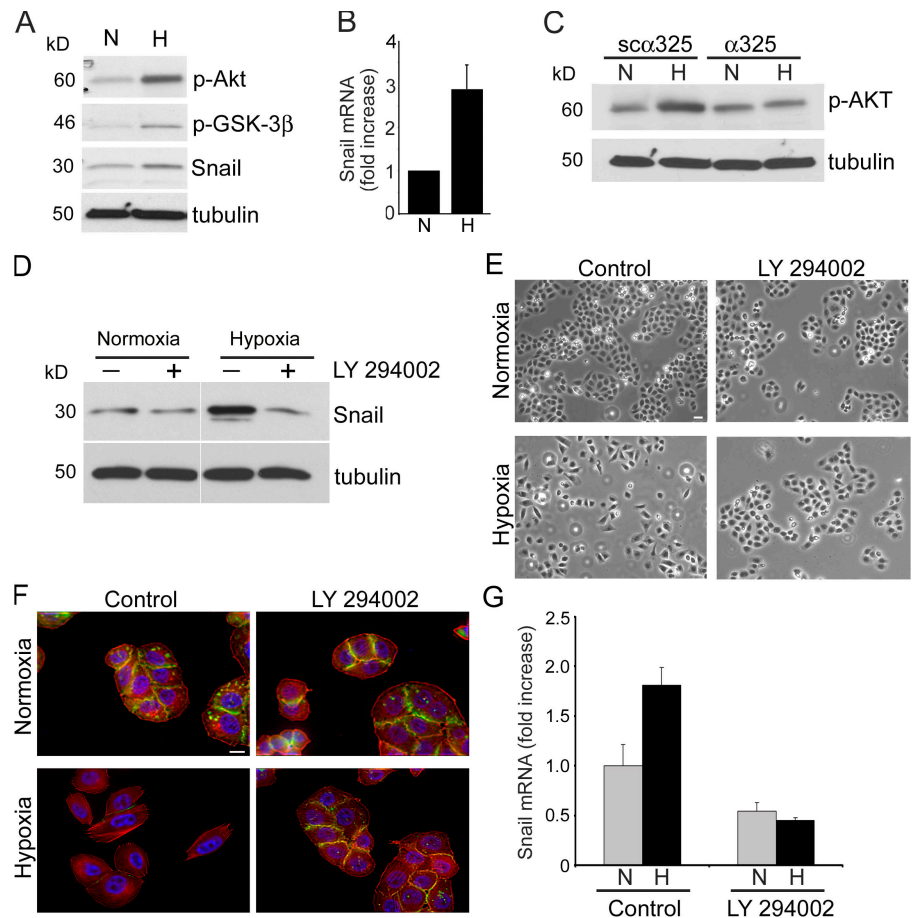 A
kD
N H
60 p-Akt
46 p-GSK-3β
30 Snail
50 tubulin
B
Snail mRNA
(fold increase)
4
3
2
1
0
N H
C
scα325 α325
kD N H N H
60 p-AKT
50 tubulin
D
Normoxia Hypoxia
kD — + — + LY 294002
30 Snail
50 tubulin
E
Control LY 294002
Normoxia
Hypoxia
F
Control LY 294002
Normoxia
Hypoxia
G
Snail mRNA (fold increase)
2.5
2.0
1.5
1.0
0.5
0
N H N H
Control LY 294002